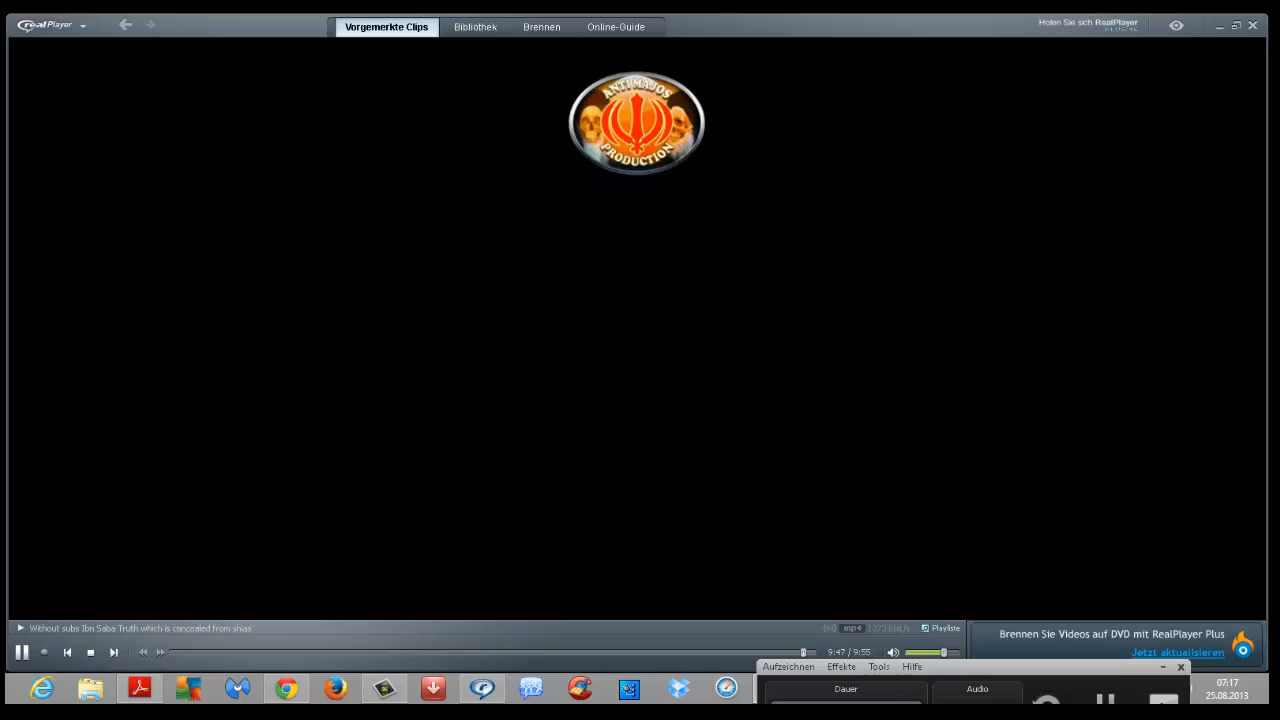 realPlayer
Vorgemerkte Clips
Bibliothek
Brennen
Online-Guide
Holen Sie sich RealPlayer
PLUS 16
ANTI MAJOS
PRODUCTION
Without subs Ibn Saba Truth which is concealed from shias
mp4
Playliste
9:47 / 9:55
Brennen Sie Videos auf DVD mit RealPlayer Plus
Jetzt aktualisieren
Aufzeichnen Effekte Tools Hilfe
Dauer
Audio
07:17
25.08.2013